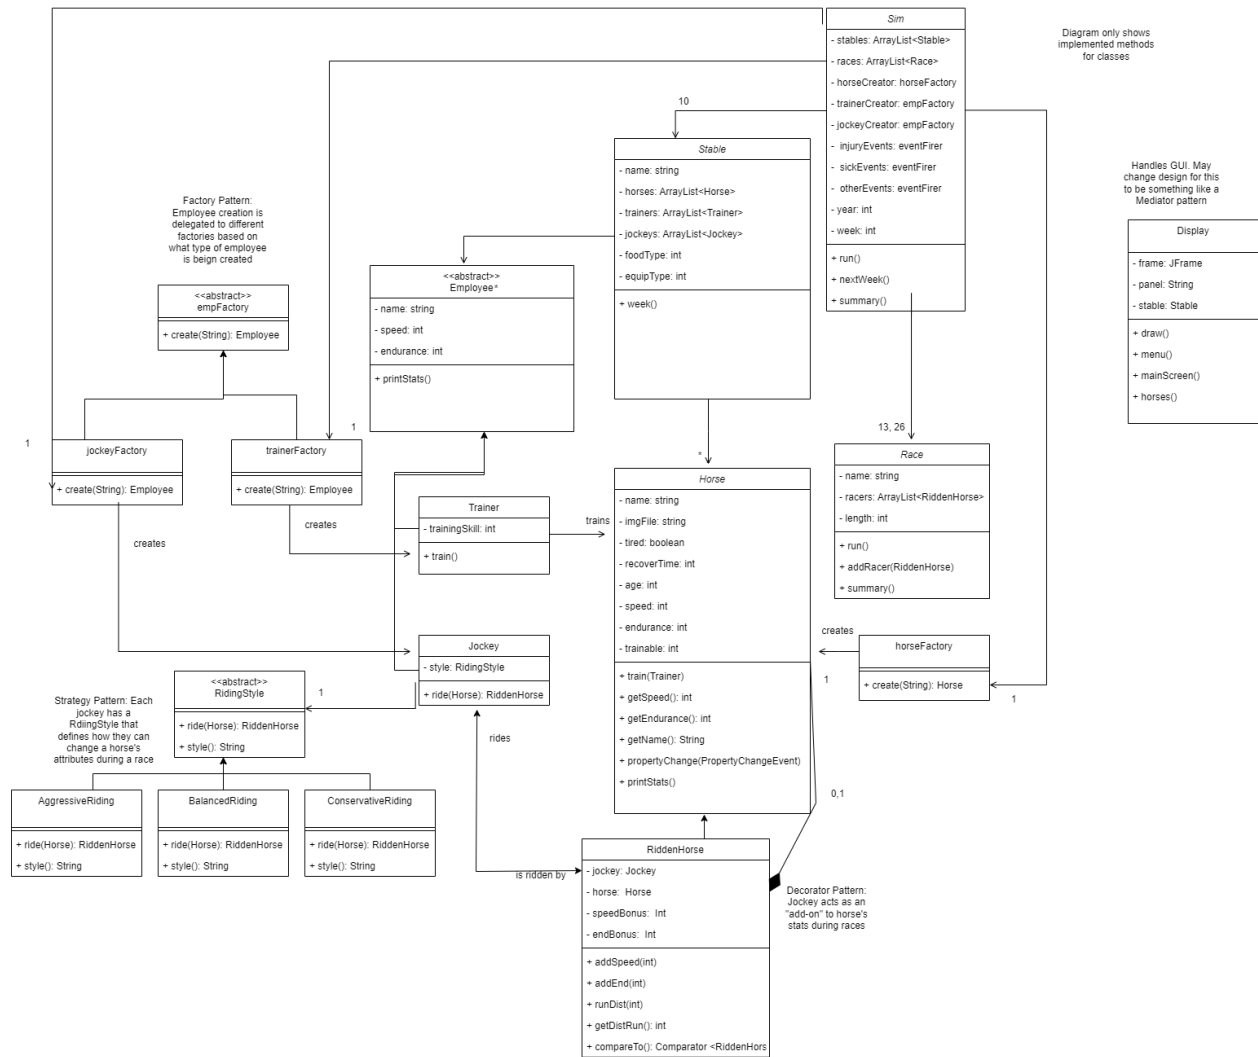 Sim
- stables: ArrayList<Stable>
- races: ArrayList<Race>
- horseCreator: horseFactory
- trainerCreator: empFactory
- jockeyCreator: empFactory
- injuryEvents: eventFirer
- sickEvents: eventFirer
- otherEvents: eventFirer
- year: int
- week: int
+ run()
+ nextWeek()
+ summary()
Diagram only shows
implemented methods
for classes
10
Stable
- name: string
- horses: ArrayList<Horse>
- trainers: ArrayList<Trainer>
- jockeys: ArrayList<Jockey>
- foodType: int
- equipType: int
+ week()
Handles GUI. May
change design for this
to be something like a
Mediator pattern
Display
- frame: JFrame
- panel: String
- stable: Stable
+ draw()
+ menu()
+ mainScreen()
+ horses()
Factory Pattern:
Employee creation is
delegated to different
factories based on
what type of employee
is beign created
<<abstract>>
empFactory
+ create(String): Employee
<<abstract>>
Employee*
- name: string
- speed: int
- endurance: int
+ printStats()
1
jockeyFactory
+ create(String): Employee
trainerFactory
+ create(String): Employee
1
13, 26
Race
- name: string
- racers: ArrayList<RiddenHorse>
- length: int
+ run()
+ addRacer(RiddenHorse)
+ summary()
*
Horse
- name: string
- imgFile: string
- tired: boolean
- recoverTime: int
- age: int
- speed: int
- endurance: int
- trainable: int
+ train(Trainer)
+ getSpeed(): int
+ getEndurance(): int
+ getName(): String
+ propertyChange(PropertyChangeEvent)
+ printStats()
creates
creates
Trainer
- trainingSkill: int
+ train()
trains
Jockey
- style: RidingStyle
+ ride(Horse): RiddenHorse
creates
horseFactory
+ create(String): Horse
1
1
Strategy Pattern: Each
jockey has a
RdiingStyle that
defines how they can
change a horse's
attributes during a race
<<abstract>>
RidingStyle
+ ride(Horse): RiddenHorse
+ style(): String
1
rides
AggressiveRiding
+ ride(Horse): RiddenHorse
+ style(): String
BalancedRiding
+ ride(Horse): RiddenHorse
+ style(): String
ConservativeRiding
+ ride(Horse): RiddenHorse
+ style(): String
0,1
is ridden by
RiddenHorse
- jockey: Jockey
- horse: Horse
- speedBonus: Int
- endBonus: Int
+ addSpeed(int)
+ addEnd(int)
+ runDist(int)
+ getDistRun(): int
+ compareTo(): Comparator <RiddenHors
Decorator Pattern:
Jockey acts as an
"add-on" to horse's
stats during races